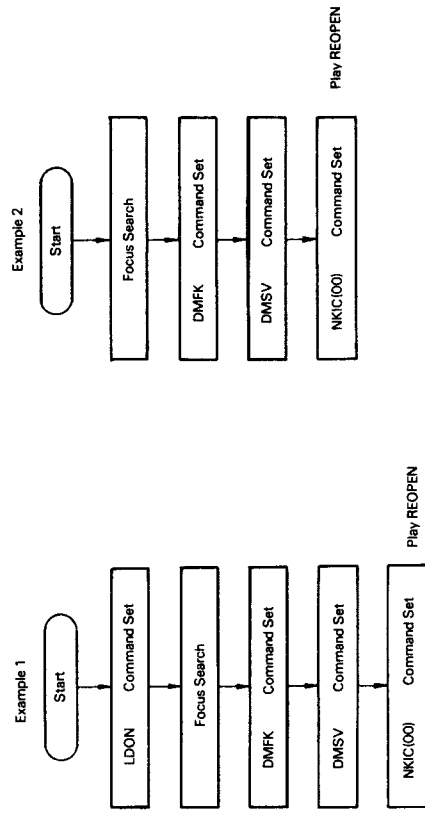 Example 1
Start
LDON Command Set
Focus Search
DMFK Command Set
DMSV Command Set
NKIC(00) Command Set
Play REOPEN
Example 2
Start
Focus Search
DMFK Command Set
DMSV Command Set
NKIC(00) Command Set
Play REOPEN